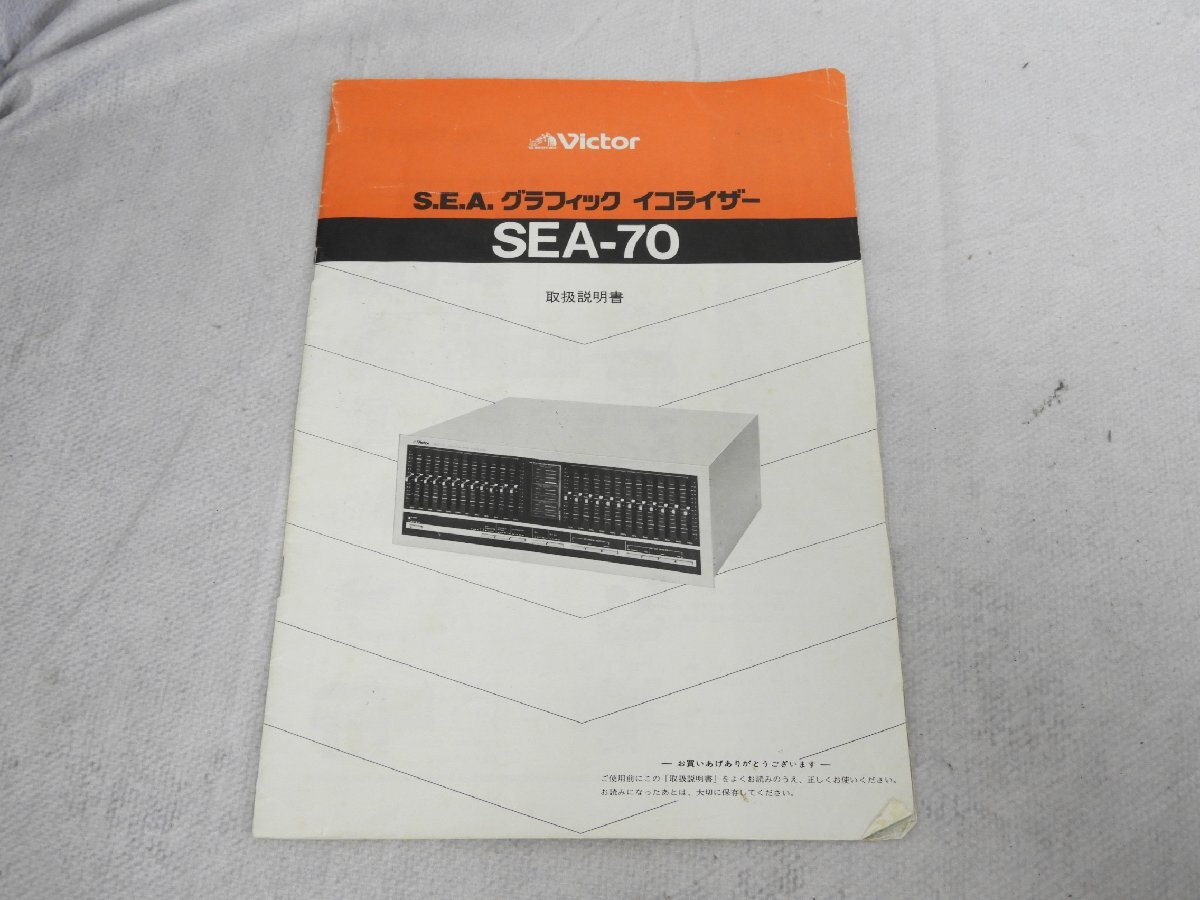 Victor
S.E.A. グラフィック イコライザー
SEA-70
取扱説明書
Victor
― お買いあげありがとうございます ―
ご使用前にこの「取扱説明書」をよくお読みのうえ、正しくお使いください。
お読みになったあとは、大切に保存してください。